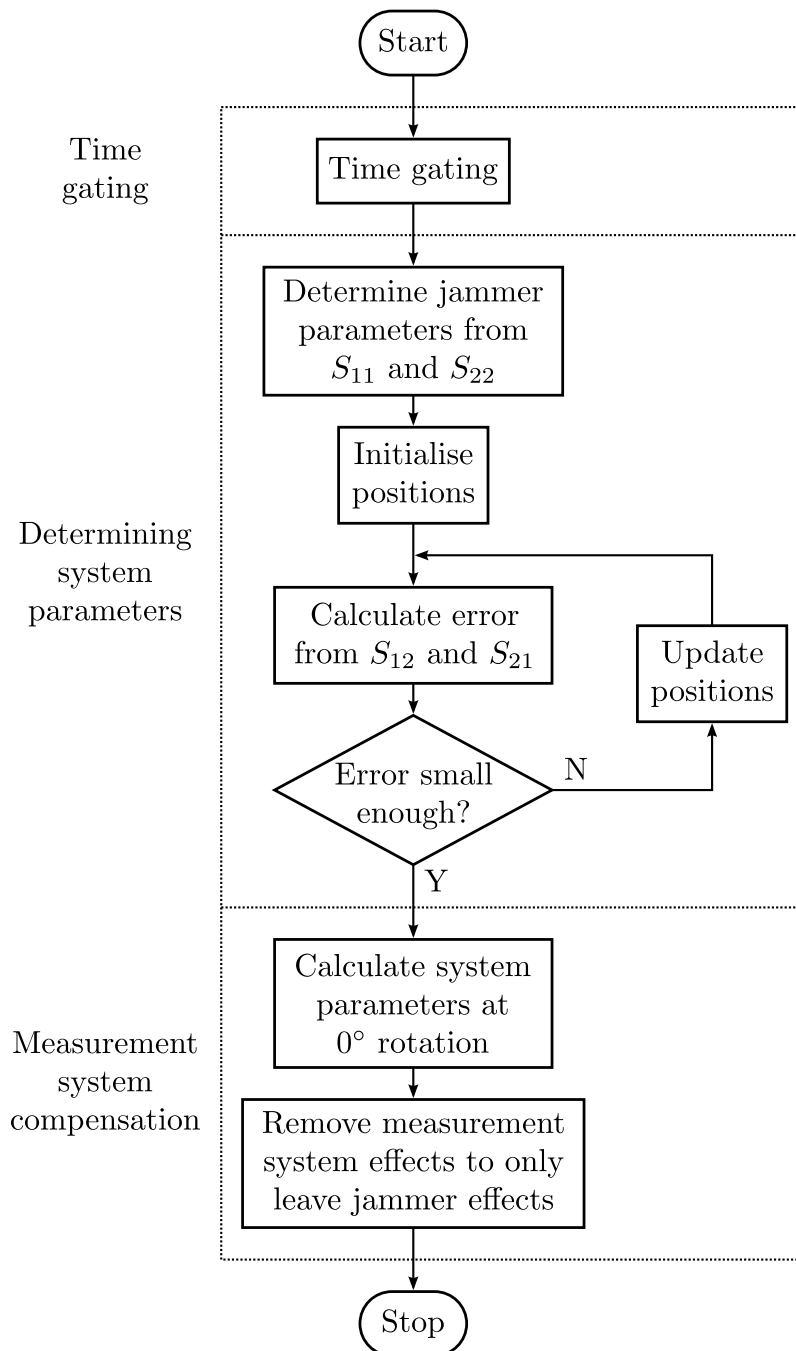 Start
Time
gating
Time gating
Determine jammer
parameters from
S₁₁ and S₂₂
Initialise
positions
Determining
system
parameters
Calculate error
from S₁₂ and S₂₁
Update
positions
Error small
enough?
N
Y
Calculate system
parameters at
0° rotation
Measurement
system
compensation
Remove measurement
system effects to only
leave jammer effects
Stop